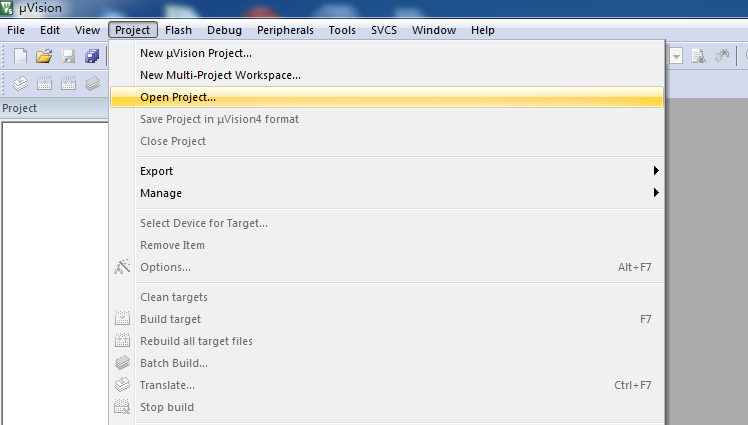 µVision
File Edit View Project Flash Debug Peripherals Tools SVCS Window Help
New µVision Project...
New Multi-Project Workspace...
Project
Open Project...
Save Project in µVision4 format
Close Project
Export
Manage
Select Device for Target...
Remove Item
Options... Alt+F7
Clean targets
Build target F7
Rebuild all target files
Batch Build...
Translate... Ctrl+F7
Stop build